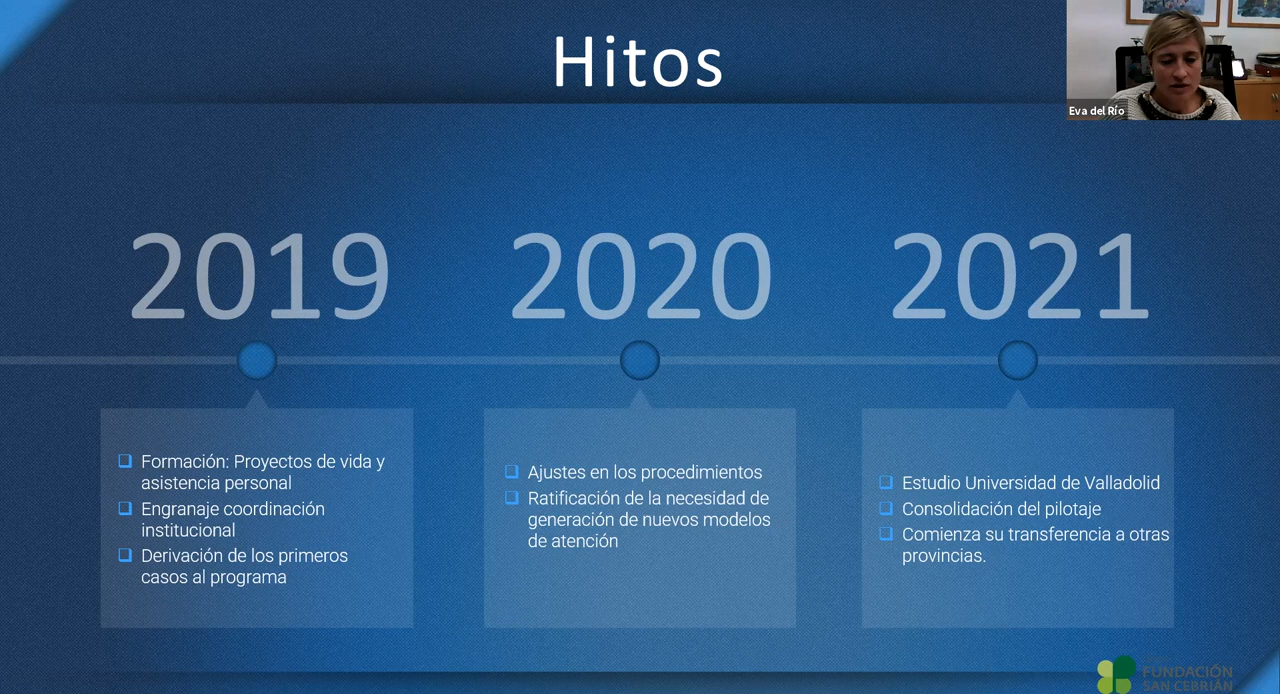 Hitos
Eva del Río
2019
2020
2021
Formación: Proyectos de vida y
asistencia personal
Engranaje coordinación
institucional
Derivación de los primeros
casos al programa
Ajustes en los procedimientos
Ratificación de la necesidad de
generación de nuevos modelos
de atención
Estudio Universidad de Valladolid
Consolidación del pilotaje
Comienza su transferencia a otras
provincias.
FUNDACIÓN
SAN CEBRIÁN